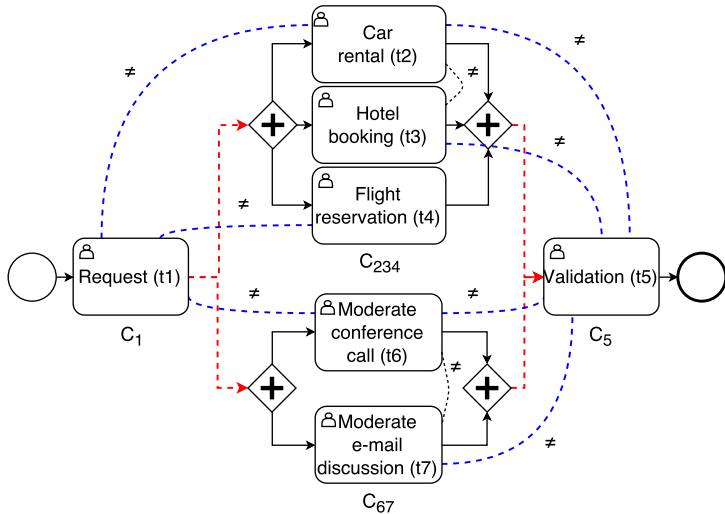 Car
rental (t2)
≠
≠
≠
Hotel
booking (t3)
≠
Flight
reservation (t4)
≠
C234
Request (t1)
C1
Validation (t5)
C5
≠
Moderate
conference
call (t6)
≠
≠
Moderate
e-mail
discussion (t7)
≠
C67